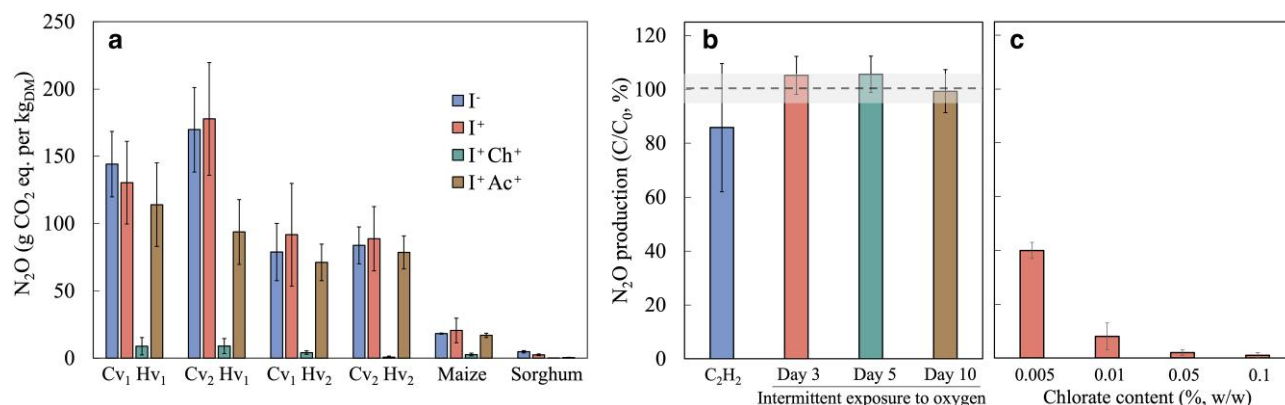 a
N₂O (g CO₂ eq. per kg_DM)
250
200
150
100
50
0
I⁻
I⁺
I⁺ Ch⁺
I⁺ Ac⁺
Cv₁ Hv₁ Cv₂ Hv₁ Cv₁ Hv₂ Cv₂ Hv₂ Maize Sorghum
b
N₂O production (C/C₀, %)
120
100
80
60
40
20
0
C₂H₂ Day 3 Day 5 Day 10
Intermittent exposure to oxygen
c
0.005 0.01 0.05 0.1
Chlorate content (%, w/w)